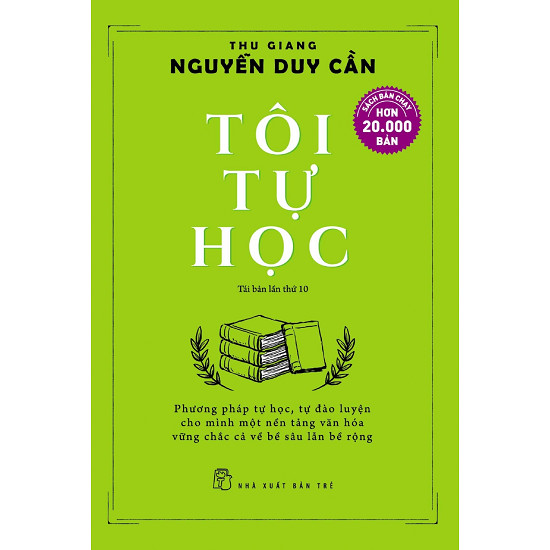 THU GIANG
NGUYỄN DUY CẦN
SÁCH BÁN CHẠY
HƠN
20.000
BẢN
TÔI
TỰ
HỌC
Tái bản lần thứ 10
Phương pháp tự học, tự đào luyện
cho mình một nền tảng văn hóa
vững chắc cả về bề sâu lẫn bề rộng
NHÀ XUẤT BẢN TRẺ